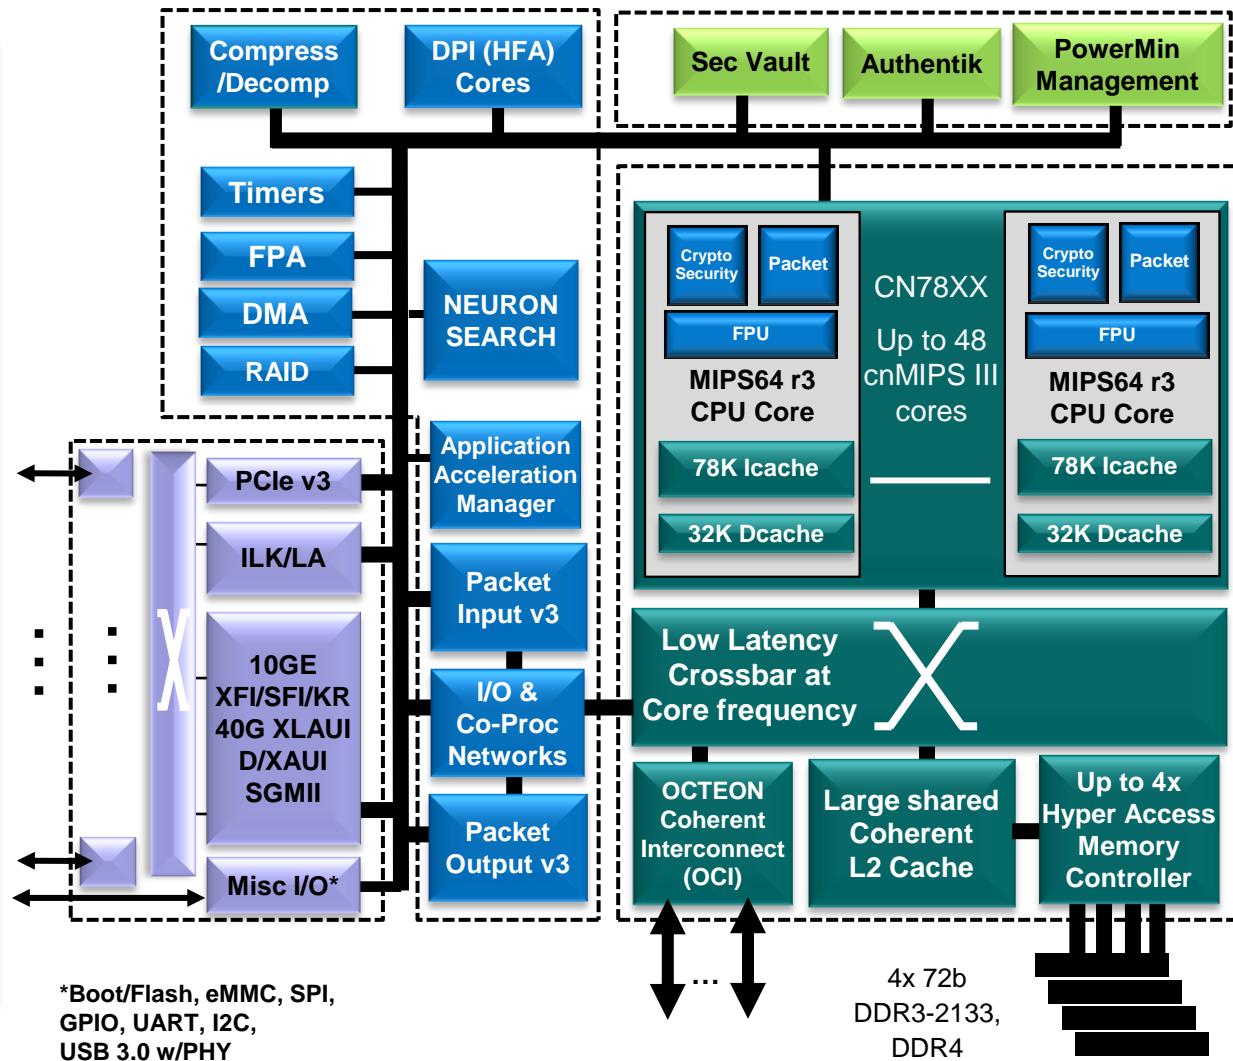 Compress
/Decomp
DPI (HFA)
Cores
Sec Vault
Authentik
PowerMin
Management
Timers
FPA
DMA
RAID
NEURON
SEARCH
Crypto
Security
Packet
FPU
MIPS64 r3
CPU Core
78K Icache
32K Dcache
CN78XX
Up to 48
cnMIPS III
cores
Crypto
Security
Packet
FPU
MIPS64 r3
CPU Core
78K Icache
32K Dcache
PCIe v3
ILK/LA
10GE
XFI/SFI/KR
40G XLAUI
D/XAUI
SGMII
Misc I/O*
Application
Acceleration
Manager
Packet
Input v3
I/O &
Co-Proc
Networks
Packet
Output v3
Low Latency
Crossbar at
Core frequency
OCTEON
Coherent
Interconnect
(OCI)
Large shared
Coherent
L2 Cache
Up to 4x
Hyper Access
Memory
Controller
...
4x 72b
DDR3-2133,
DDR4
*Boot/Flash, eMMC, SPI,
GPIO, UART, I2C,
USB 3.0 w/PHY